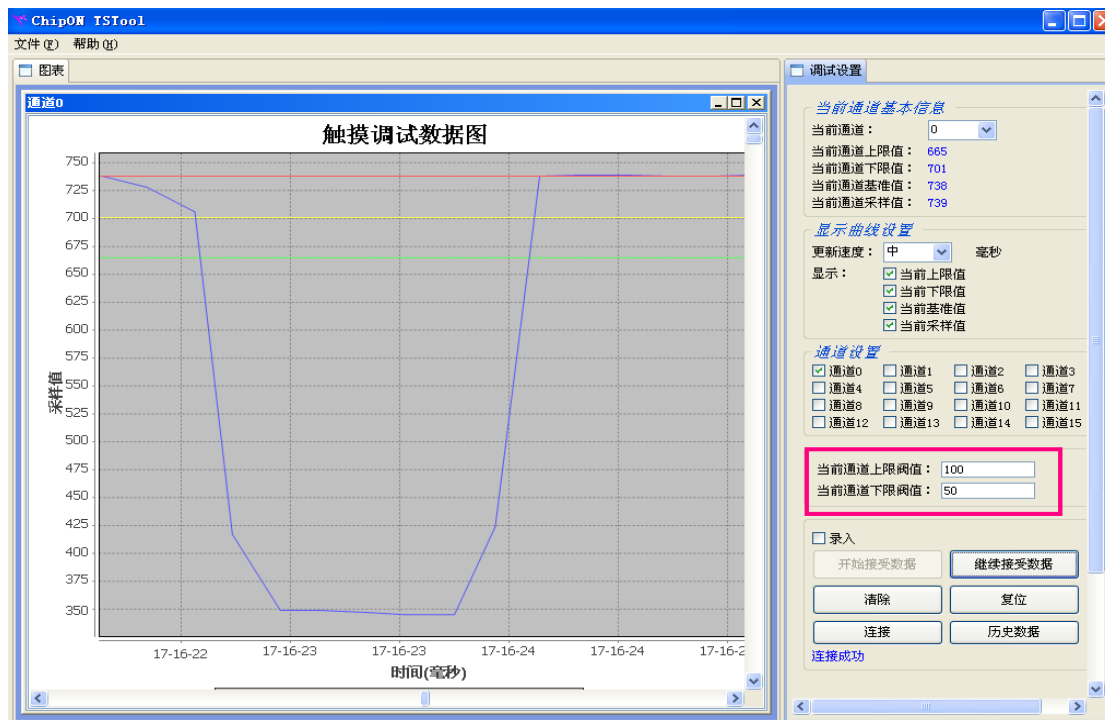 ChipON TSTool
文件(F) 帮助(H)
图表
通道0
触摸调试数据图
750
725
700
675
650
625
600
575
550
525
500
475
450
425
400
375
350
采样值
17-16-22
17-16-23
17-16-23
17-16-24
17-16-24
17-16-2
时间(毫秒)
调试设置
当前通道基本信息
当前通道： 0
当前通道上限值： 665
当前通道下限值： 701
当前通道基准值： 738
当前通道采样值： 739
显示曲线设置
更新速度： 中 毫秒
显示： 当前上限值
当前下限值
当前基准值
当前采样值
通道设置
通道0 通道1 通道2 通道3
通道4 通道5 通道6 通道7
通道8 通道9 通道10 通道11
通道12 通道13 通道14 通道15
当前通道上限阀值： 100
当前通道下限阀值： 50
录入
开始接受数据 继续接受数据
清除 复位
连接 历史数据
连接成功